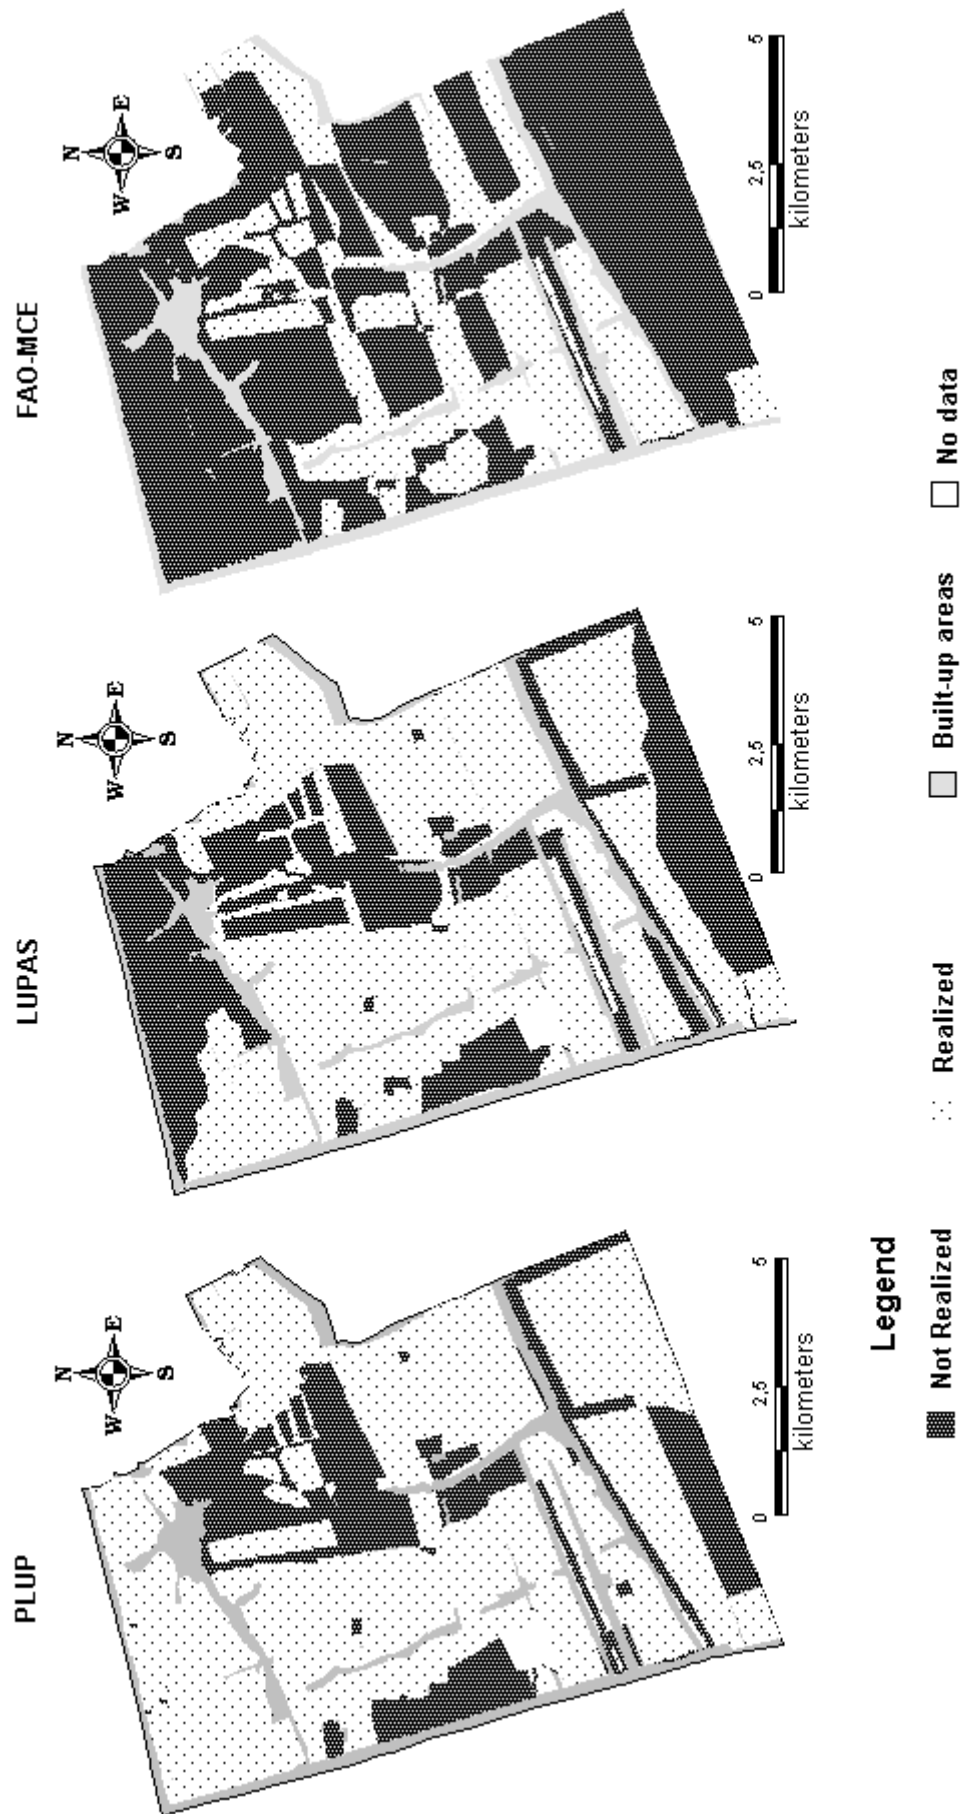 PLUP
LUPAS
FAO-MCE
N
W E
S
N
W E
S
N
W E
S
0 2.5 5
kilometers
0 2.5 5
kilometers
0 2.5 5
kilometers
Legend
Not Realized
Realized
Built-up areas
No data